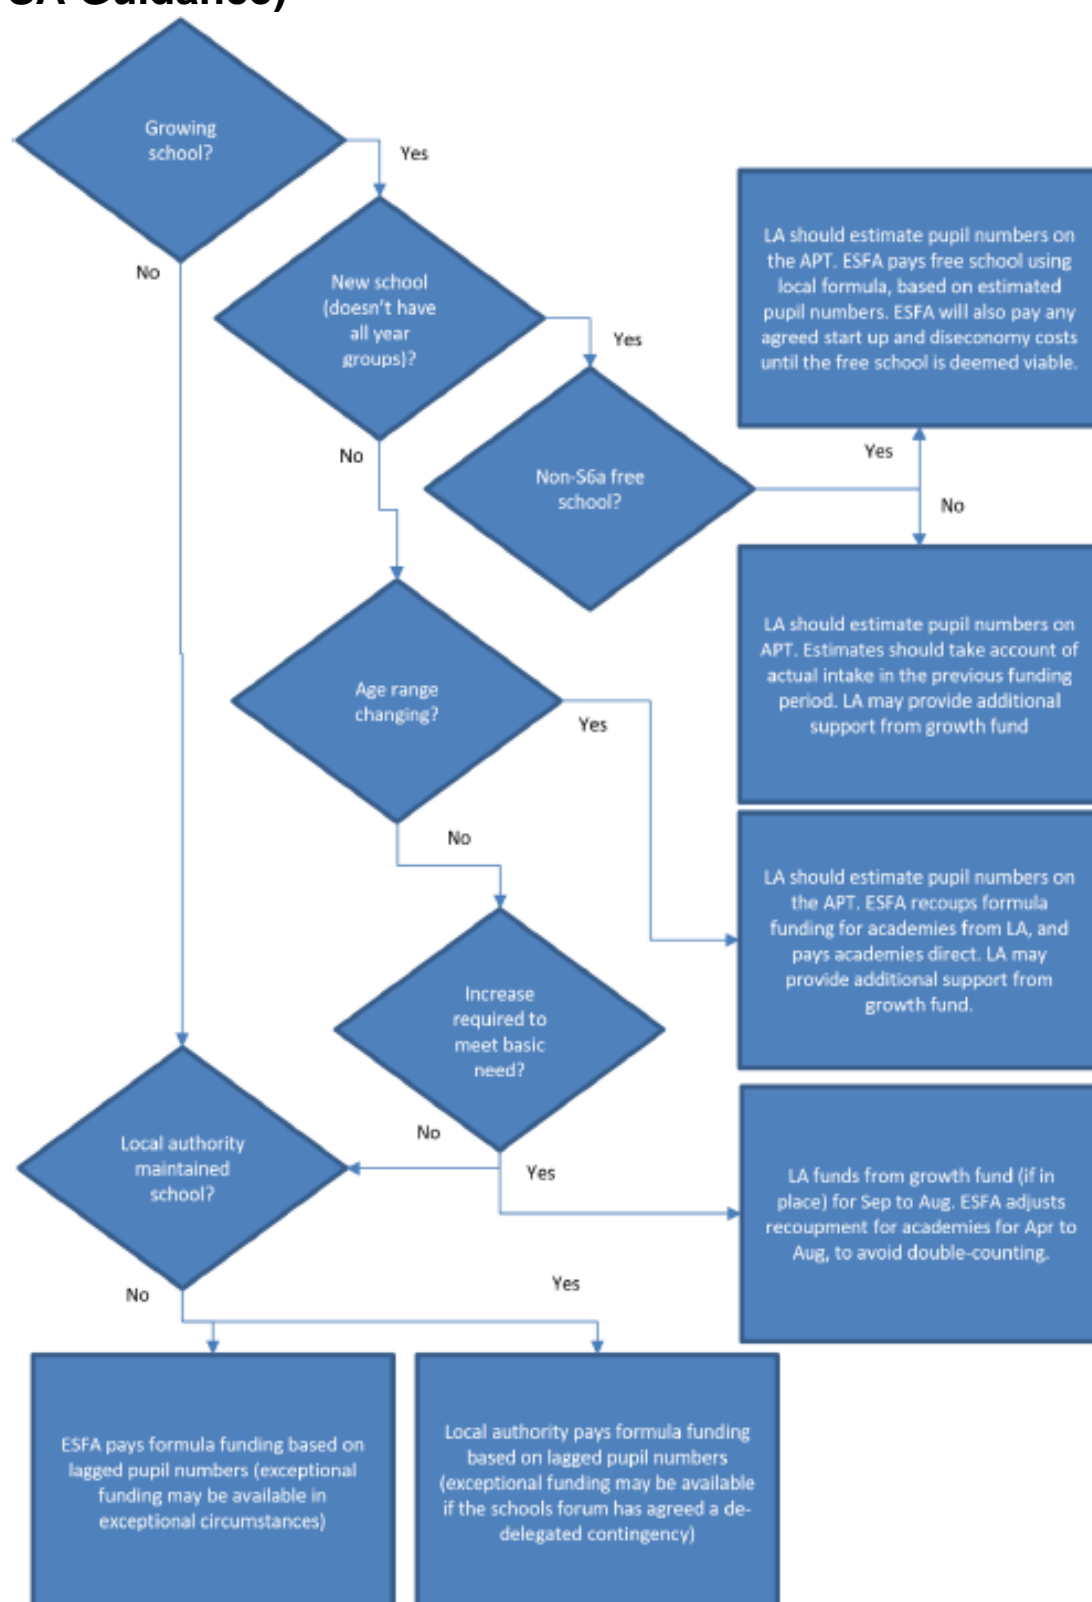 Growing
school?
Yes
No
New school
(doesn't have
all year
groups)?
Yes
No
Non-S6a free
school?
LA should estimate pupil numbers on
the APT. ESFA pays free school using
local formula, based on estimated
pupil numbers. ESFA will also pay any
agreed start up and diseconomy costs
until the free school is deemed viable.
Yes
No
LA should estimate pupil numbers on
APT. Estimates should take account of
actual intake in the previous funding
period. LA may provide additional
support from growth fund
Age range
changing?
Yes
No
LA should estimate pupil numbers on
the APT. ESFA recoups formula
funding for academies from LA, and
pays academies direct. LA may
provide additional support from
growth fund.
Increase
required to
meet basic
need?
No
Yes
LA funds from growth fund (if in
place) for Sep to Aug. ESFA adjusts
recoupment for academies for Apr to
Aug, to avoid double-counting.
Local authority
maintained
school?
No
Yes
ESFA pays formula funding based on
lagged pupil numbers (exceptional
funding may be available in
exceptional circumstances)
Local authority pays formula funding
based on lagged pupil numbers
(exceptional funding may be available
if the schools forum has agreed a de-
delegated contingency)